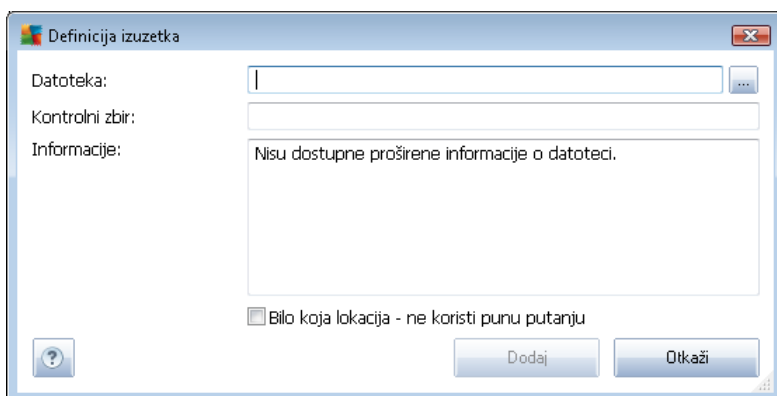 Definicija izuzetka
Datoteka:
...
Kontrolni zbir:
Informacije:
Nisu dostupne proširene informacije o datoteci.
Bilo koja lokacija - ne koristi punu putanju
?
Dodaj
Otkaži